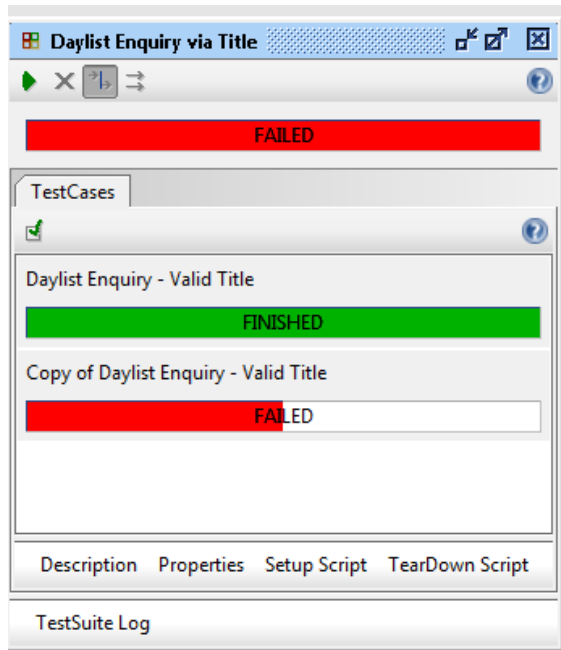 Daylist Enquiry via Title
FAILED
TestCases
Daylist Enquiry - Valid Title
FINISHED
Copy of Daylist Enquiry - Valid Title
FAILED
Description Properties Setup Script TearDown Script
TestSuite Log